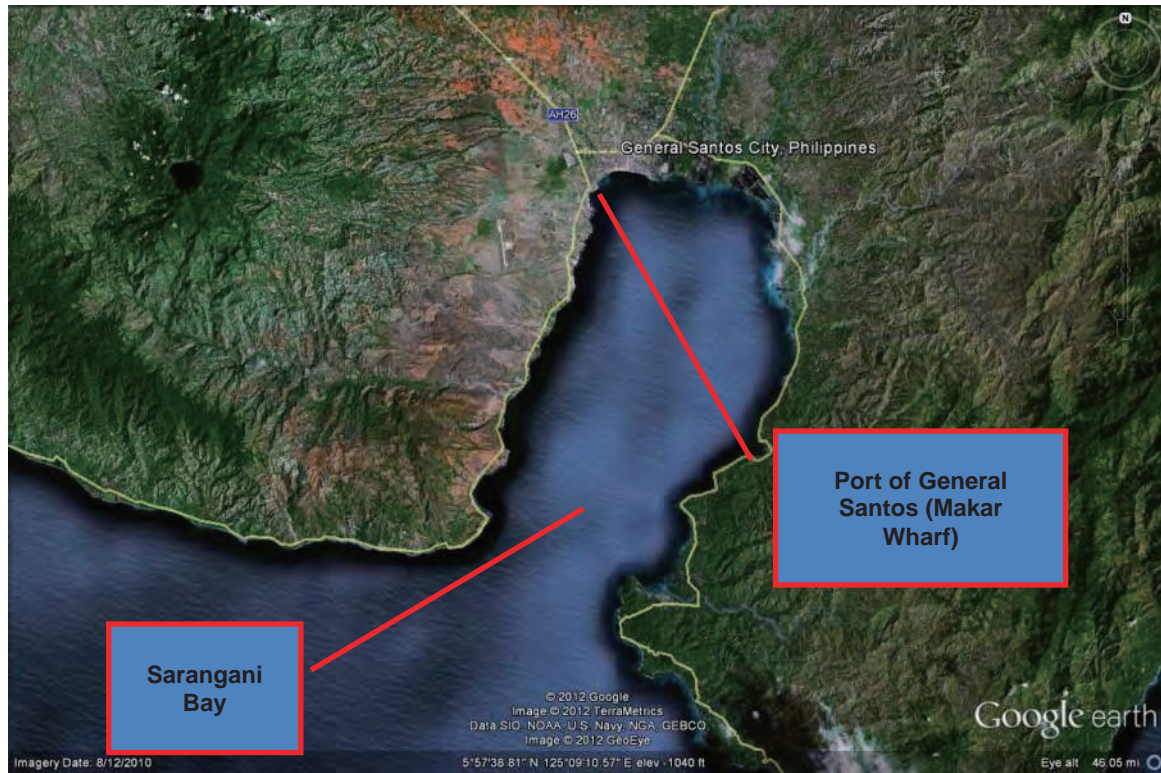 N
AH26
General Santos City, Philippines
Port of General
Santos (Makar
Wharf)
Sarangani
Bay
© 2012 Google
Image © 2012 TerraMetrics
Data SIO, NOAA, U.S. Navy, NGA, GEBCO
Image © 2012 GeoEye
Google earth
Imagery Date: 8/12/2010
5°57'38.81" N 125°09'10.57" E elev -1040 ft
Eye alt 46.05 mi